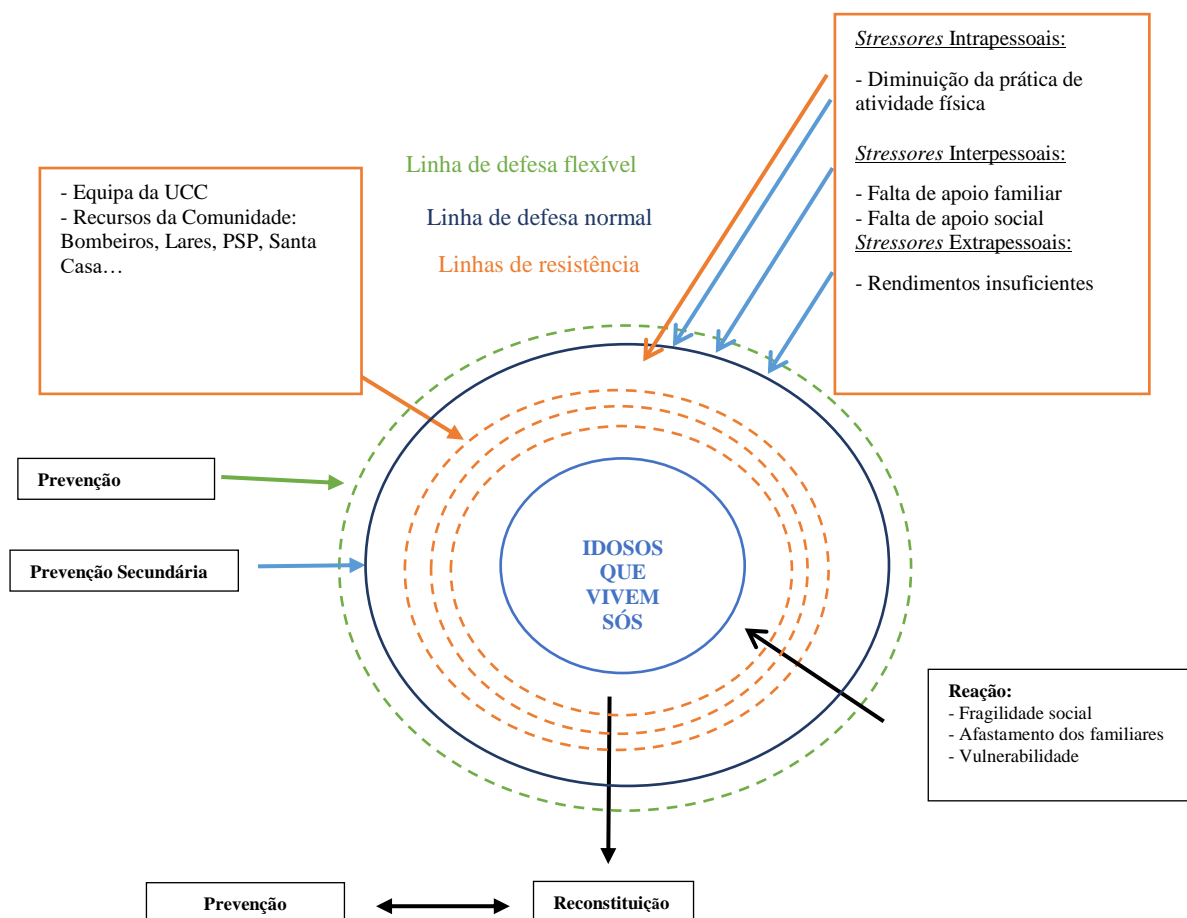 Stressores Intrapessoais:
- Diminuição da prática de
atividade física
Stressores Interpessoais:
- Falta de apoio familiar
- Falta de apoio social
Stressores Extrapessoais:
- Rendimentos insuficientes
Linha de defesa flexível
Linha de defesa normal
Linhas de resistência
- Equipa da UCC
- Recursos da Comunidade:
Bombeiros, Lares, PSP, Santa
Casa…
Prevenção
Prevenção Secundária
IDOSOS
QUE
VIVEM
SÓS
Reação:
- Fragilidade social
- Afastamento dos familiares
- Vulnerabilidade
Prevenção
Reconstituição